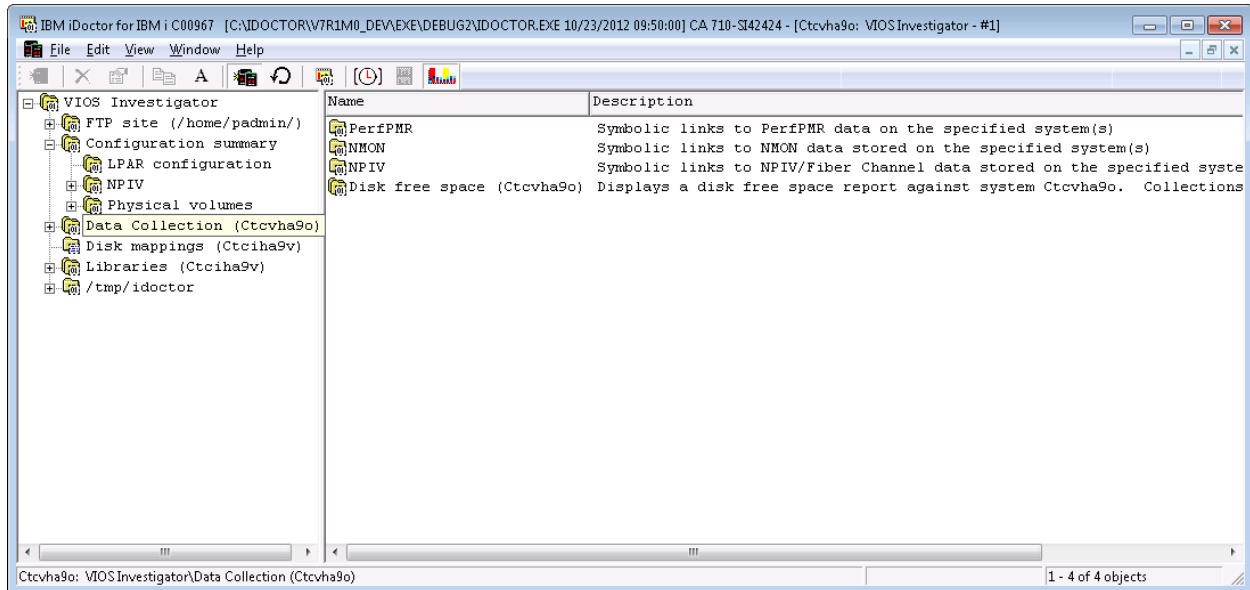 IBM iDoctor for IBM i C00967 [C:\IDOCTOR\V7R1M0_DEV\EXE\DEBUG2\IDOCTOR.EXE 10/23/2012 09:50:00] CA 710-SI42424 - [Ctcvha9o: VIOS Investigator - #1]
File Edit View Window Help
A
VIOS Investigator
FTP site (/home/padmin/)
Configuration summary
LPAR configuration
NPIV
Physical volumes
Data Collection (Ctcvha9o)
Disk mappings (Ctciha9v)
Libraries (Ctciha9v)
/tmp/idoctor
Name Description
PerfPMR Symbolic links to PerfPMR data on the specified system(s)
NMON Symbolic links to NMON data stored on the specified system(s)
NPIV Symbolic links to NPIV/Fiber Channel data stored on the specified syste
Disk free space (Ctcvha9o) Displays a disk free space report against system Ctcvha9o. Collections
Ctcvha9o: VIOS Investigator\Data Collection (Ctcvha9o) 1 - 4 of 4 objects